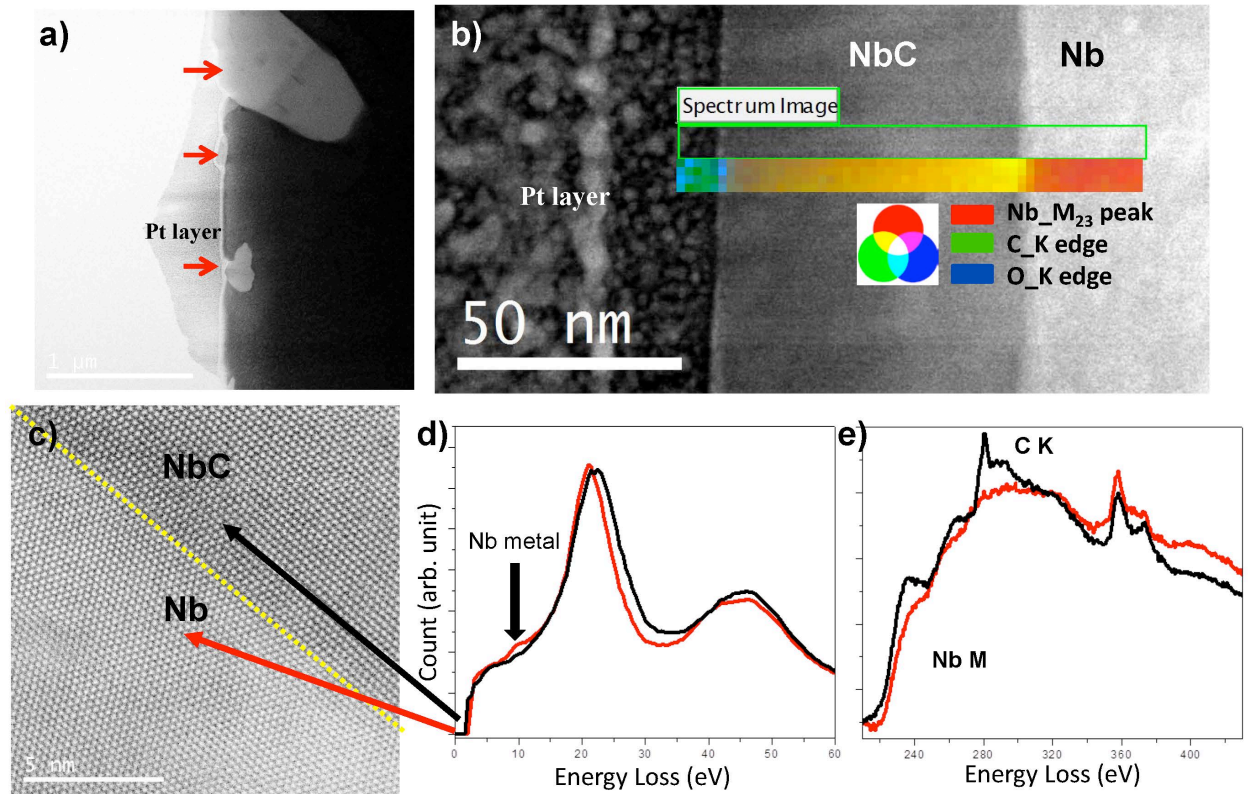 a)
Pt layer
1 μm
b)
NbC
Nb
Spectrum Image
Pt layer
Nb_M23 peak
C_K edge
O_K edge
50 nm
c)
NbC
Nb
5 nm
d)
Nb metal
Count (arb. unit)
0 10 20 30 40 50 60
Energy Loss (eV)
e)
C K
Nb M
240 280 320 360 400
Energy Loss (eV)